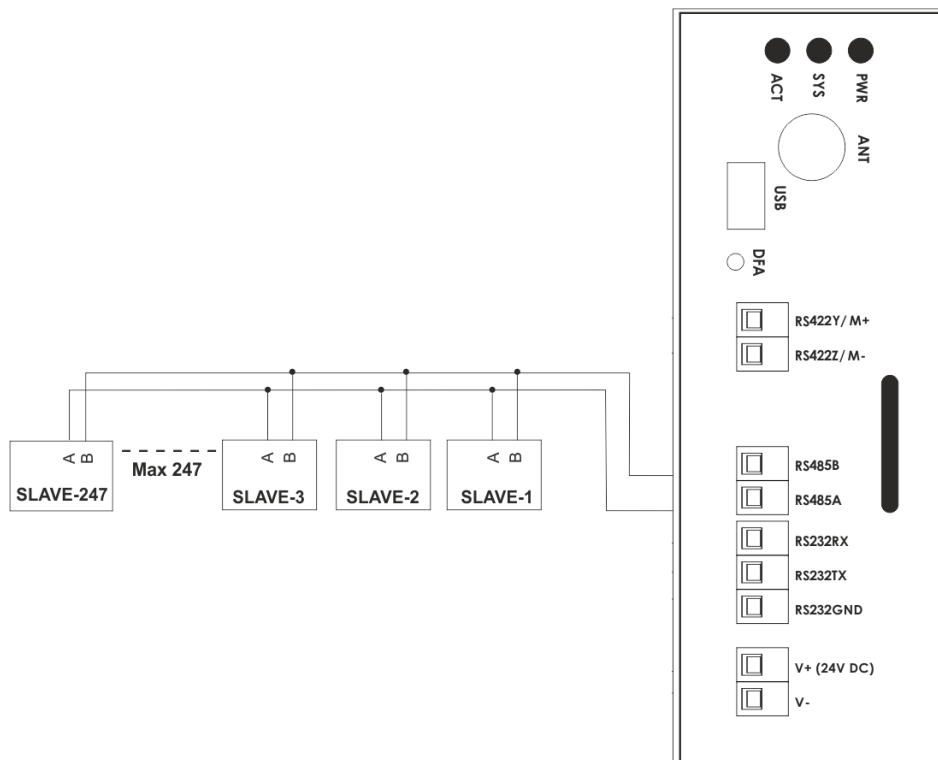 ACT
SYS
PWR
ANT
USB
DFA
RS422Y/ M+
RS422Z/ M-
A B
SLAVE-247
Max 247
A B
SLAVE-3
A B
SLAVE-2
A B
SLAVE-1
RS485B
RS485A
RS232RX
RS232TX
RS232GND
V+ (24V DC)
V-